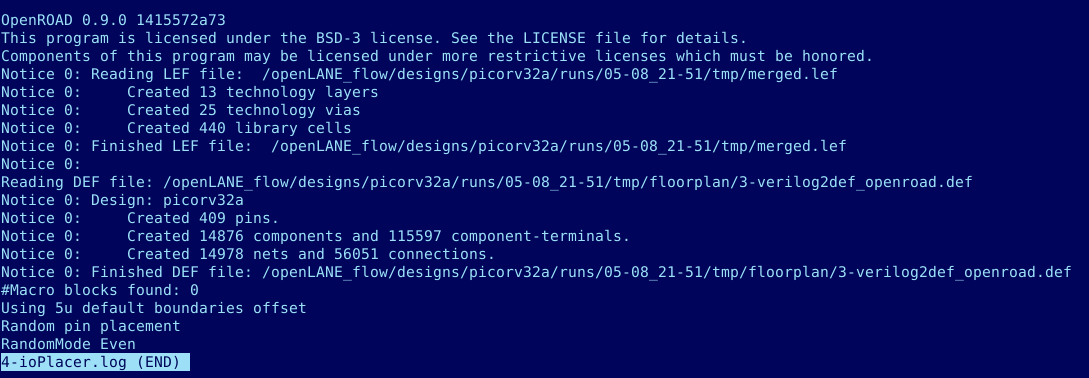 OpenROAD 0.9.0 1415572a73
This program is licensed under the BSD-3 license. See the LICENSE file for details.
Components of this program may be licensed under more restrictive licenses which must be honored.
Notice 0: Reading LEF file:  /openLANE_flow/designs/picorv32a/runs/05-08_21-51/tmp/merged.lef
Notice 0:     Created 13 technology layers
Notice 0:     Created 25 technology vias
Notice 0:     Created 440 library cells
Notice 0: Finished LEF file:  /openLANE_flow/designs/picorv32a/runs/05-08_21-51/tmp/merged.lef
Notice 0:
Reading DEF file: /openLANE_flow/designs/picorv32a/runs/05-08_21-51/tmp/floorplan/3-verilog2def_openroad.def
Notice 0: Design: picorv32a
Notice 0:     Created 409 pins.
Notice 0:     Created 14876 components and 115597 component-terminals.
Notice 0:     Created 14978 nets and 56051 connections.
Notice 0: Finished DEF file: /openLANE_flow/designs/picorv32a/runs/05-08_21-51/tmp/floorplan/3-verilog2def_openroad.def
#Macro blocks found: 0
Using 5u default boundaries offset
Random pin placement
RandomMode Even
4-ioPlacer.log (END)